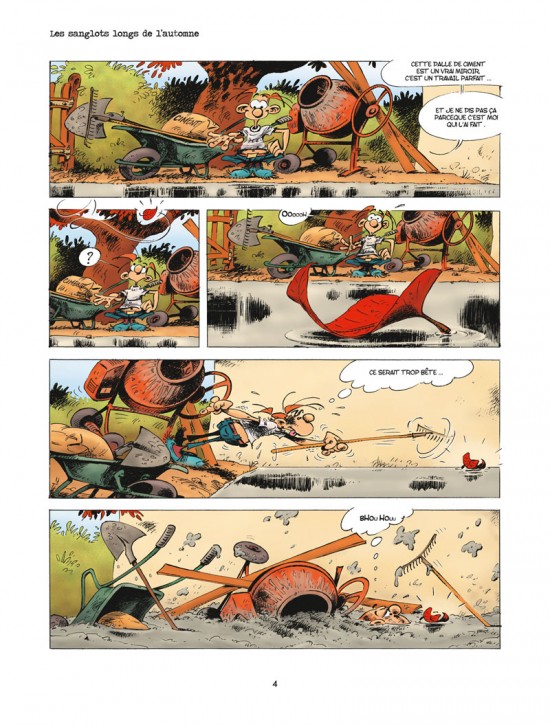 Les sanglots longs de l'automne
CETTE DALLE DE CIMENT
EST UN VRAI MIROIR,
C'EST UN TRAVAIL PARFAIT ...
ET JE NE DIS PAS ÇA
PARCEQUE C'EST MOI
QUI L'AI FAIT .
CIMENT
?
OooooH
CE SERAIT TROP BÊTE ...
BHOU HOUU
4